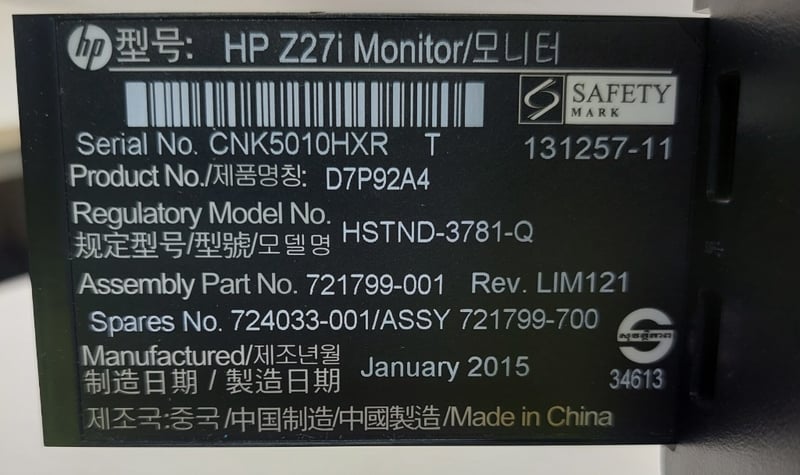 hp 型号: HP Z27i Monitor/모니터
SAFETY
MARK
Serial No. CNK5010HXR T 131257-11
Product No./제품명칭: D7P92A4
Regulatory Model No.
规定型号/型號/모델명 HSTND-3781-Q
Assembly Part No. 721799-001 Rev. LIM121
Spares No. 724033-001/ASSY 721799-700
Manufactured/제조년월
制造日期 / 製造日期 January 2015
34613
제조국:중국/中国制造/中國製造/Made in China